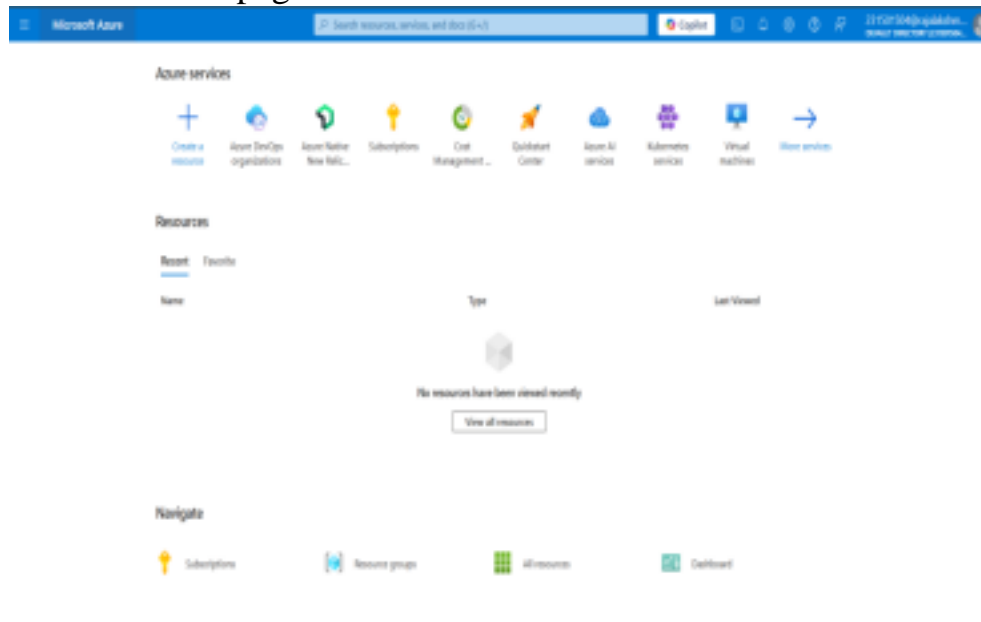 page
Microsoft Azure
Search resources, services, and docs (G+/)
Copilot
Azure services
Create a resource
Azure DevOps organizations
Azure Native New Relic...
Subscriptions
Cost Management ...
Quickstart Center
Azure AI services
Kubernetes services
Virtual machines
More services
Resources
Recent Favorite
Name Type Last Viewed
No resources have been viewed recently
View all resources
Navigate
Subscriptions Resource groups All resources Dashboard